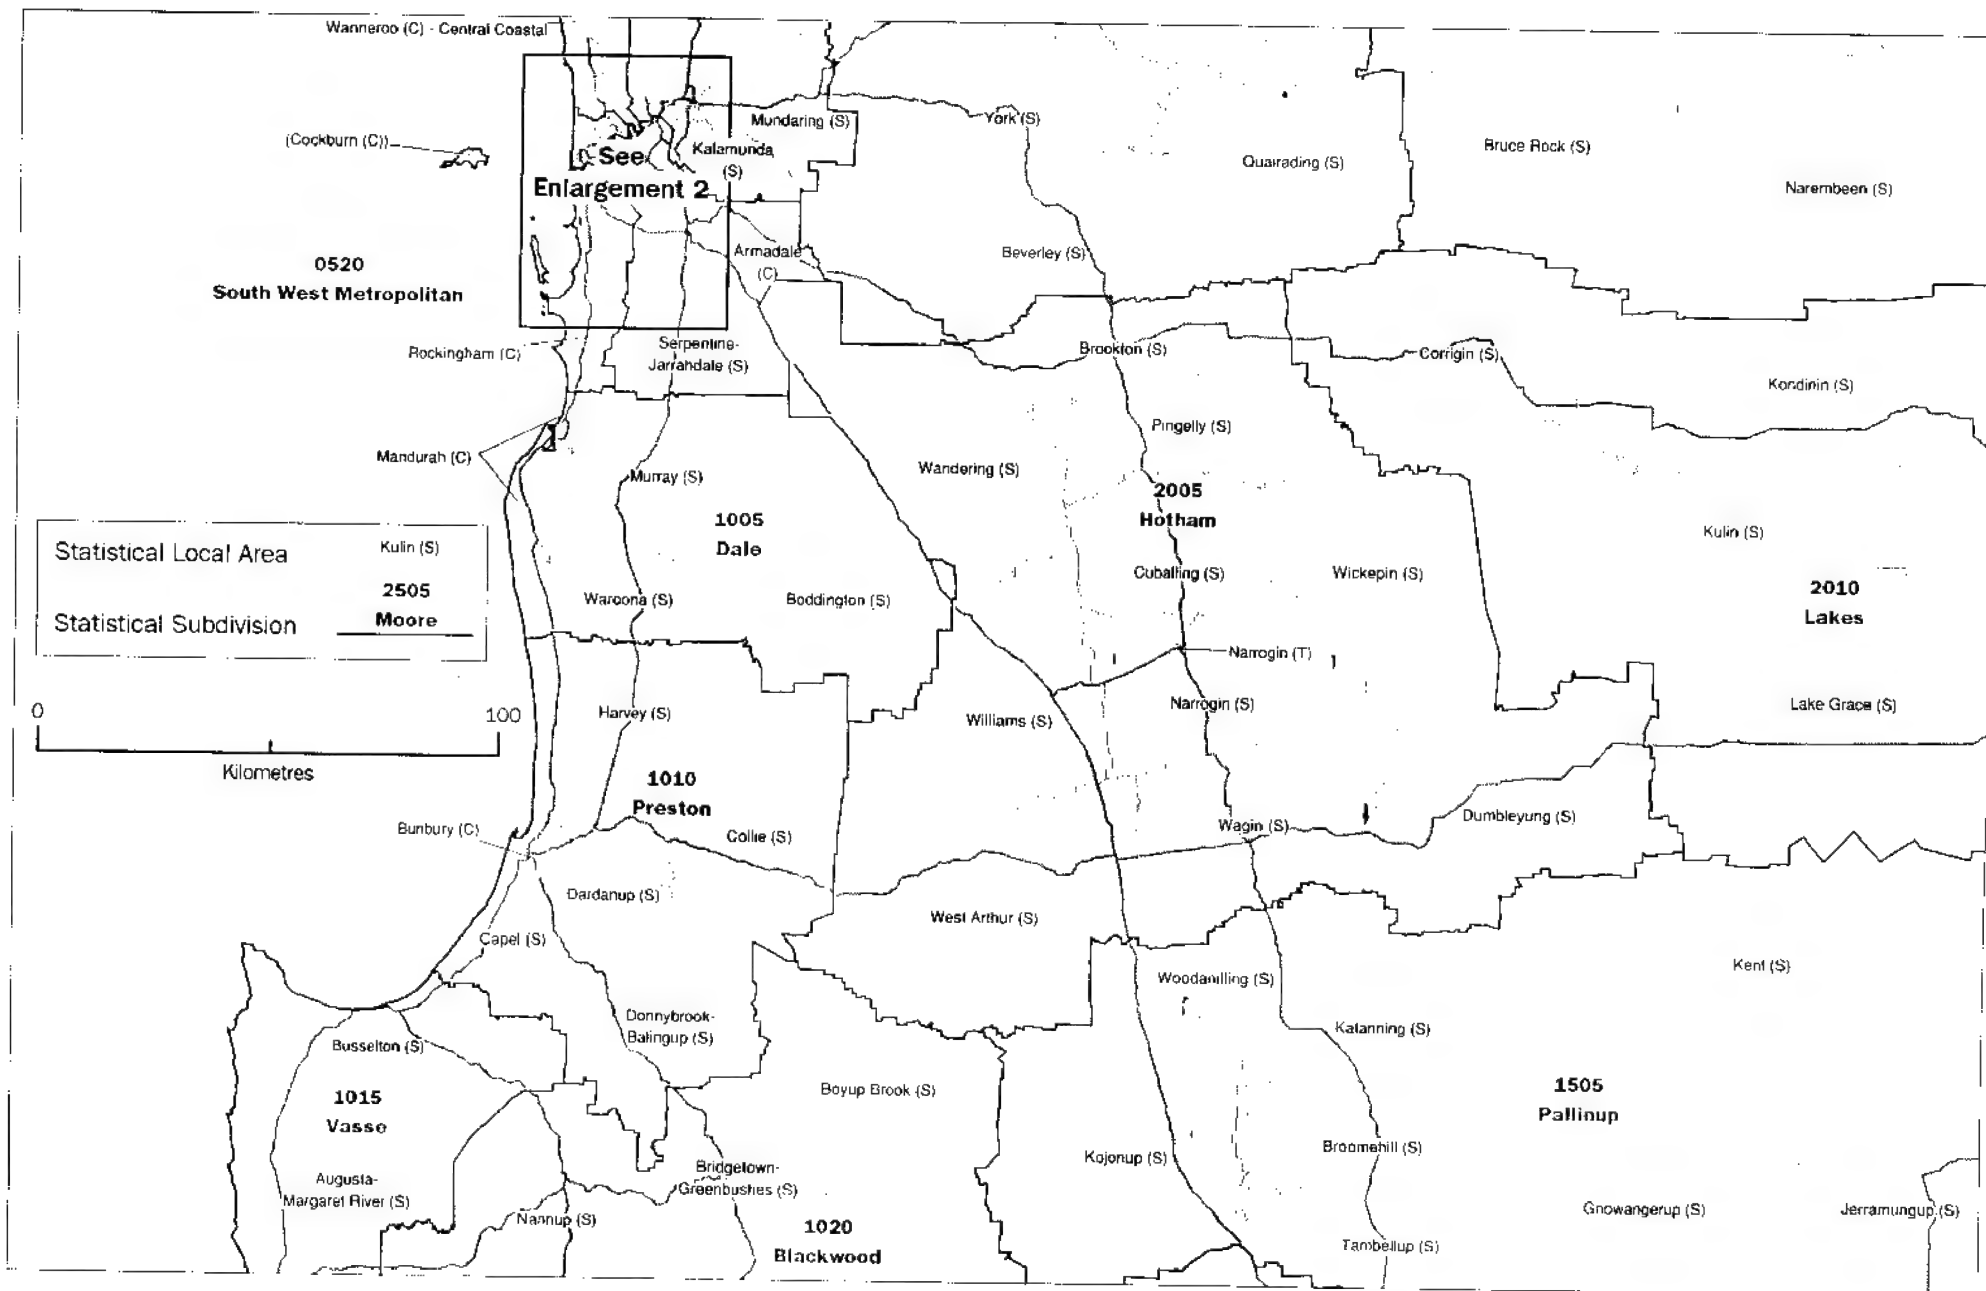 Wanneroo (C) - Central Coastal
(Cockburn (C))
See
Enlargement 2
Mundaring (S)
Kalamunda
(S)
York (S)
Quairading (S)
Bruce Rock (S)
Narembeen (S)
0520
South West Metropolitan
Armadale
(C)
Beverley (S)
Rockingham (C)
Serpentine-
Jarrahdale (S)
Brookton (S)
Corrigin (S)
Kondinin (S)
Mandurah (C)
Murray (S)
Wandering (S)
Pingelly (S)
2005
Hotham
1005
Dale
Kulin (S)
Statistical Local Area
Kulin (S)
2505
Moore
Statistical Subdivision
Waroona (S)
Boddington (S)
Cuballing (S)
Wickepin (S)
2010
Lakes
Narrogin (T)
0
100
Kilometres
Harvey (S)
Williams (S)
Narrogin (S)
Lake Grace (S)
1010
Preston
Bunbury (C)
Collie (S)
Wagin (S)
Dumbleyung (S)
Dardanup (S)
West Arthur (S)
Capel (S)
Woodanilling (S)
Kent (S)
Donnybrook-
Balingup (S)
Katanning (S)
Busselton (S)
1015
Vasse
Boyup Brook (S)
1505
Pallinup
Augusta-
Margaret River (S)
Bridgetown-
Greenbushes (S)
Kojonup (S)
Broomehill (S)
Nannup (S)
1020
Blackwood
Gnowangerup (S)
Jerramungup (S)
Tambellup (S)